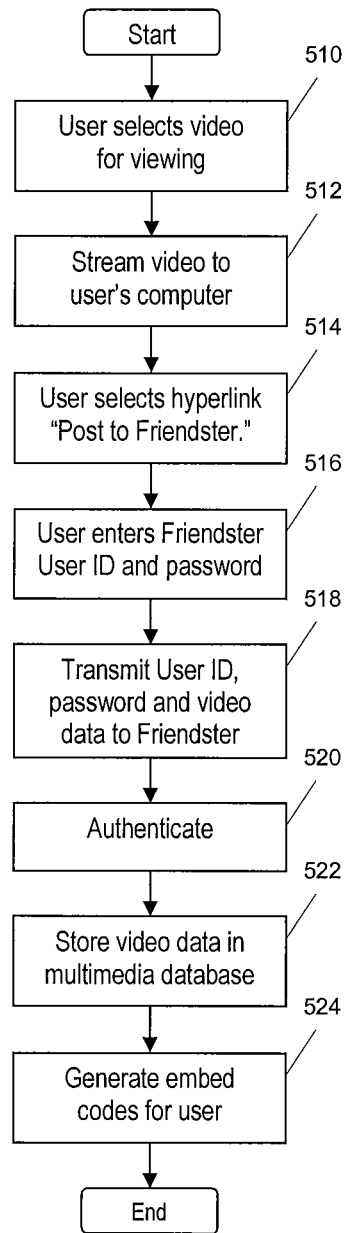 Start
510
User selects video
for viewing
512
Stream video to
user's computer
514
User selects hyperlink
"Post to Friendster."
516
User enters Friendster
User ID and password
518
Transmit User ID,
password and video
data to Friendster
520
Authenticate
522
Store video data in
multimedia database
524
Generate embed
codes for user
End